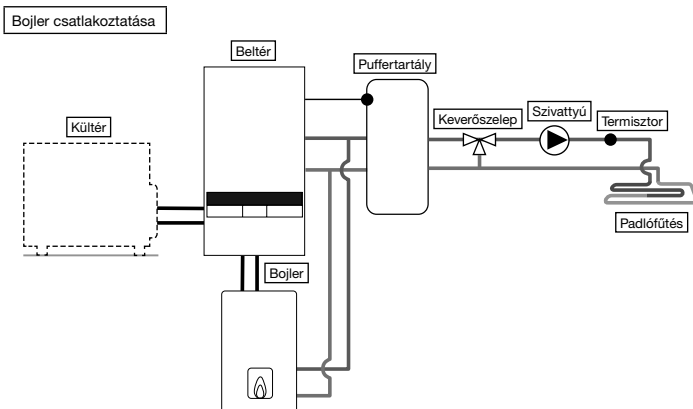 Bojler csatlakoztatása
Beltér
Puffertartály
Kültér
Keverőszelep
Szivattyú
Termisztor
Padlófűtés
Bojler